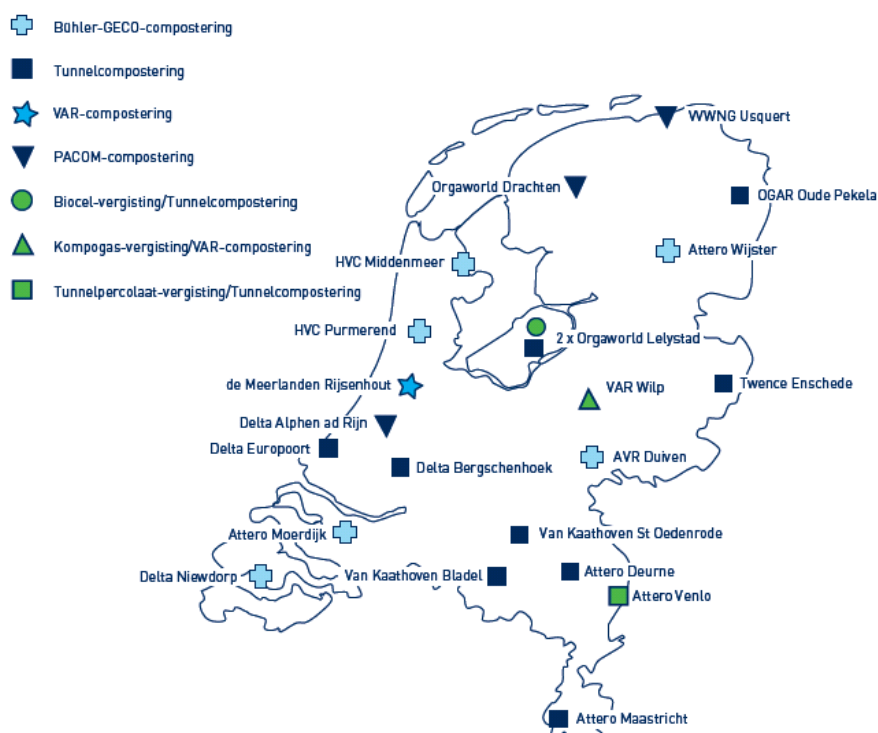 Bühler-GECO-compostering
Tunnelcompostering
VAR-compostering
PACOM-compostering
Biocel-vergisting/Tunnelcompostering
Kompogas-vergisting/VAR-compostering
Tunnelpercolaat-vergisting/Tunnelcompostering
VVWNG Usquert
Orgaworld Drachten
OGAR Oude Pekela
Attero Wijster
HVC Middenmeer
HVC Purmerend
2 x Orgaworld Lelystad
de Meerlanden Rijsenhout
VAR Wilp
Twence Enschede
Delta Alphen ad Rijn
Delta Europoort
AVR Duiven
Delta Bergschenhoek
Attero Moerdijk
Van Kaathoven St Oedenrode
Delta Niewdorp
Van Kaathoven Bladel
Attero Deurne
Attero Venlo
Attero Maastricht